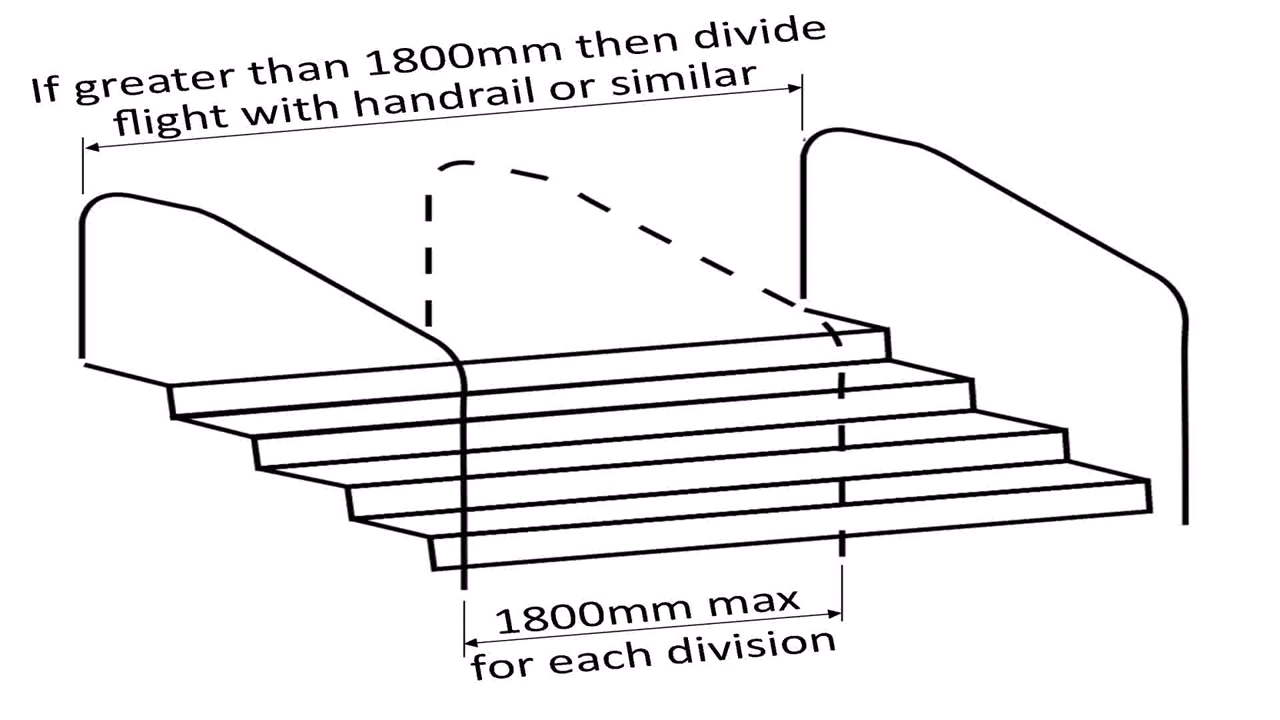 If greater than 1800mm then divide
flight with handrail or similar
1800mm max
for each division